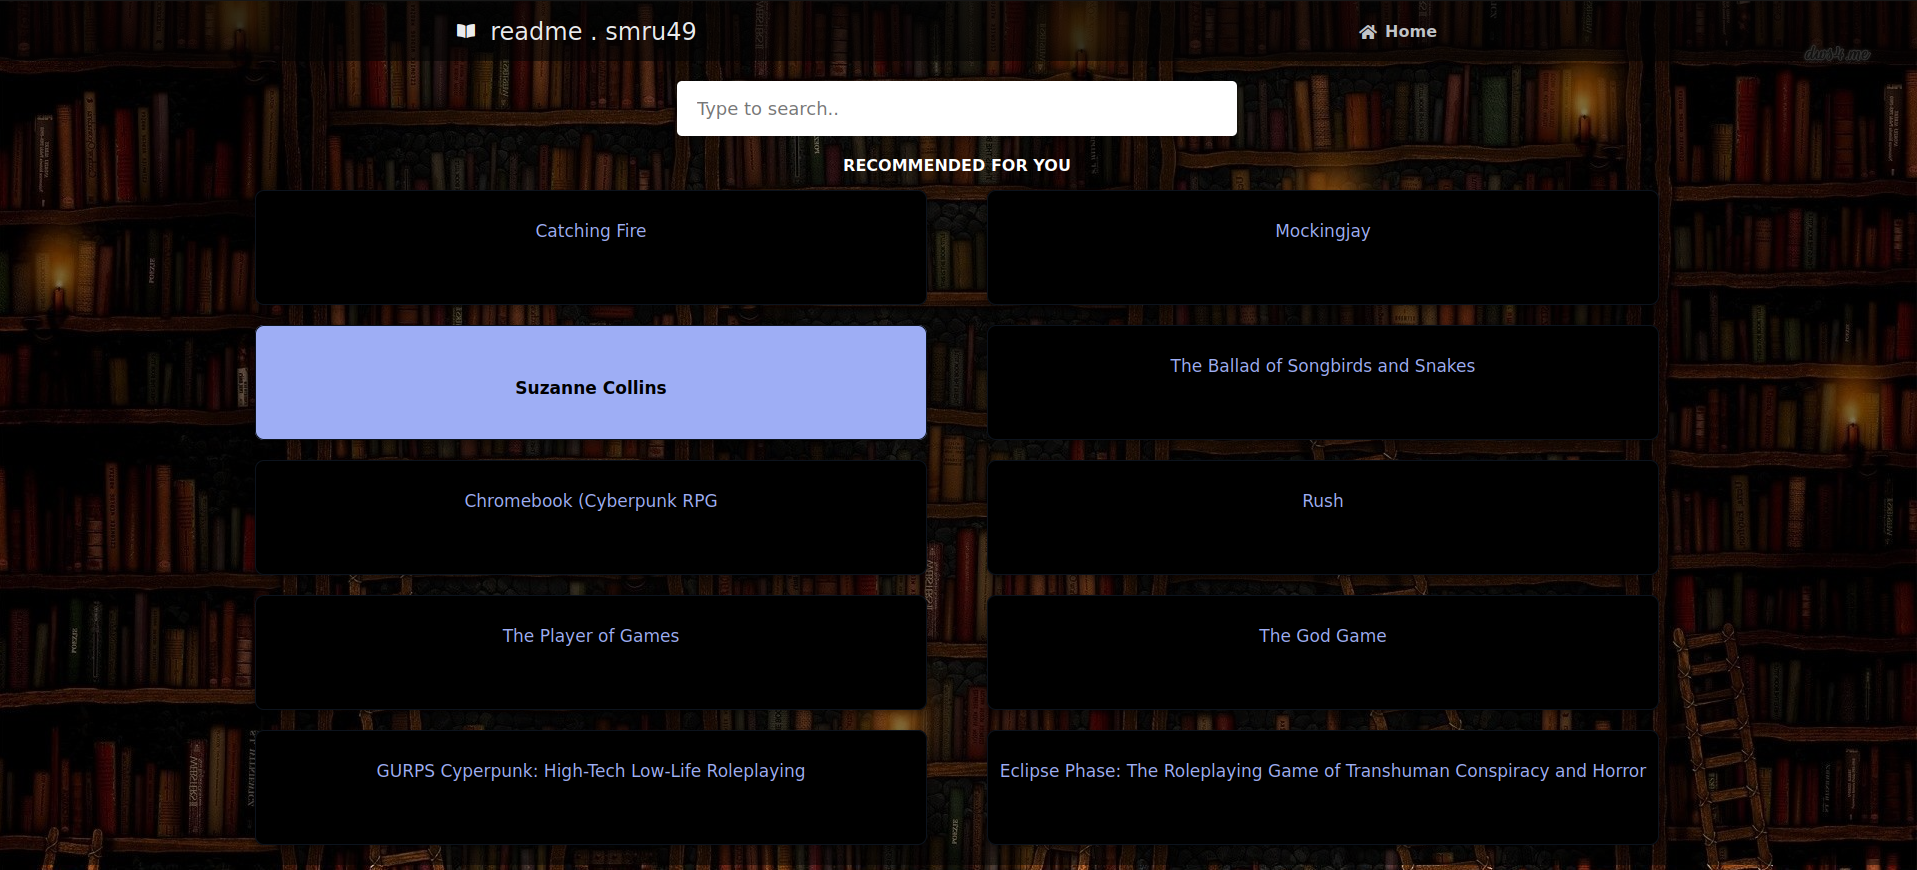 readme . smru49
Home
dws4.me
Type to search..
RECOMMENDED FOR YOU
Catching Fire
Mockingjay
Suzanne Collins
The Ballad of Songbirds and Snakes
Chromebook (Cyberpunk RPG
Rush
The Player of Games
The God Game
GURPS Cyperpunk: High-Tech Low-Life Roleplaying
Eclipse Phase: The Roleplaying Game of Transhuman Conspiracy and Horror